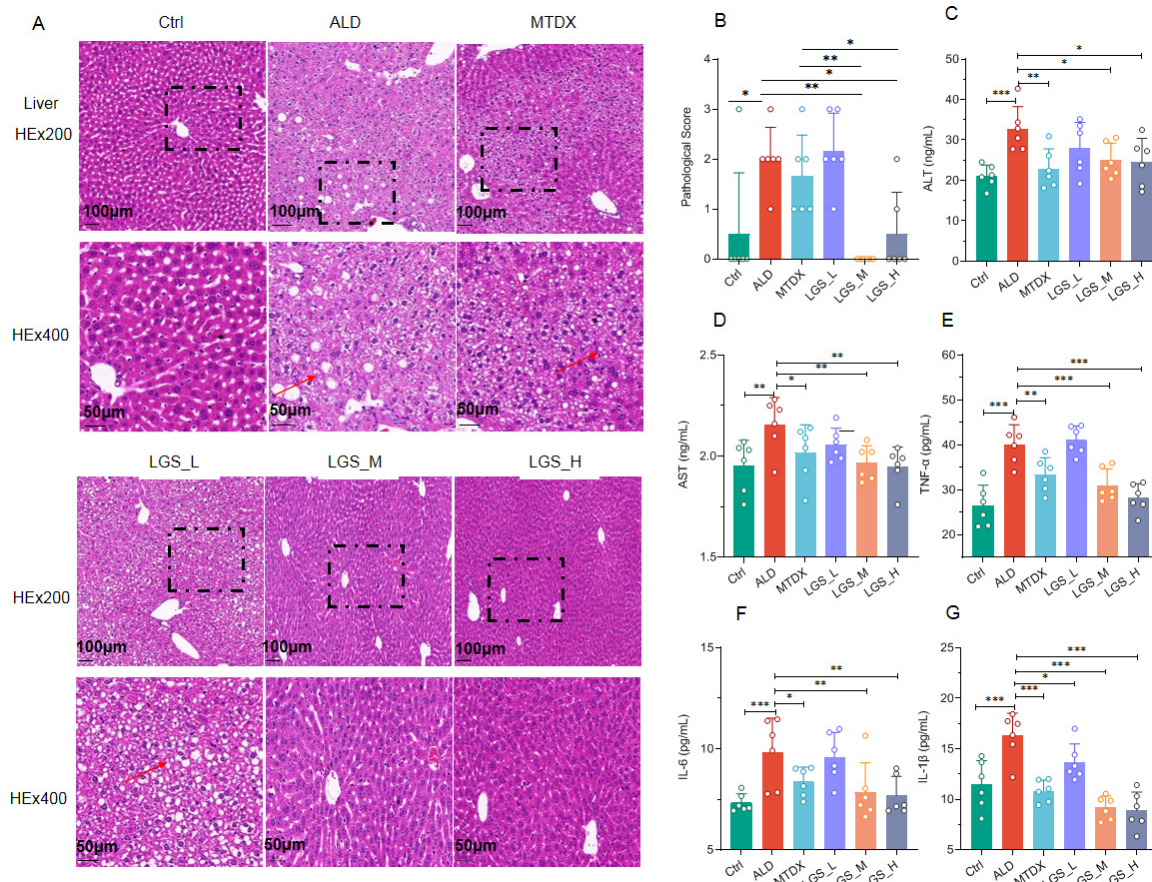 A
Ctrl
ALD
MTDX
Liver
HEx200
100µm
100µm
100µm
HEx400
50µm
50µm
50µm
LGS_L
LGS_M
LGS_H
HEx200
100µm
100µm
100µm
HEx400
50µm
50µm
50µm
B
Pathological Score
4
3
2
1
0
*
**
*
**
*
Ctrl
ALD
MTDX
LGS_L
LGS_M
LGS_H
C
ALT (ng/mL)
50
40
30
20
10
0
*
*
**
***
Ctrl
ALD
MTDX
LGS_L
LGS_M
LGS_H
D
AST (ng/mL)
2.5
2.0
1.5
**
**
*
**
Ctrl
ALD
MTDX
LGS_L
LGS_M
LGS_H
E
TNF-α (pg/mL)
60
50
40
30
20
***
***
**
***
Ctrl
ALD
MTDX
LGS_L
LGS_M
LGS_H
F
IL-6 (pg/mL)
15
10
5
**
**
*
***
Ctrl
ALD
MTDX
LGS_L
LGS_M
GS_H
G
IL-1β (pg/mL)
25
20
15
10
5
***
***
*
***
***
Ctrl
ALD
MTDX
LGS_L
LGS_M
GS_H